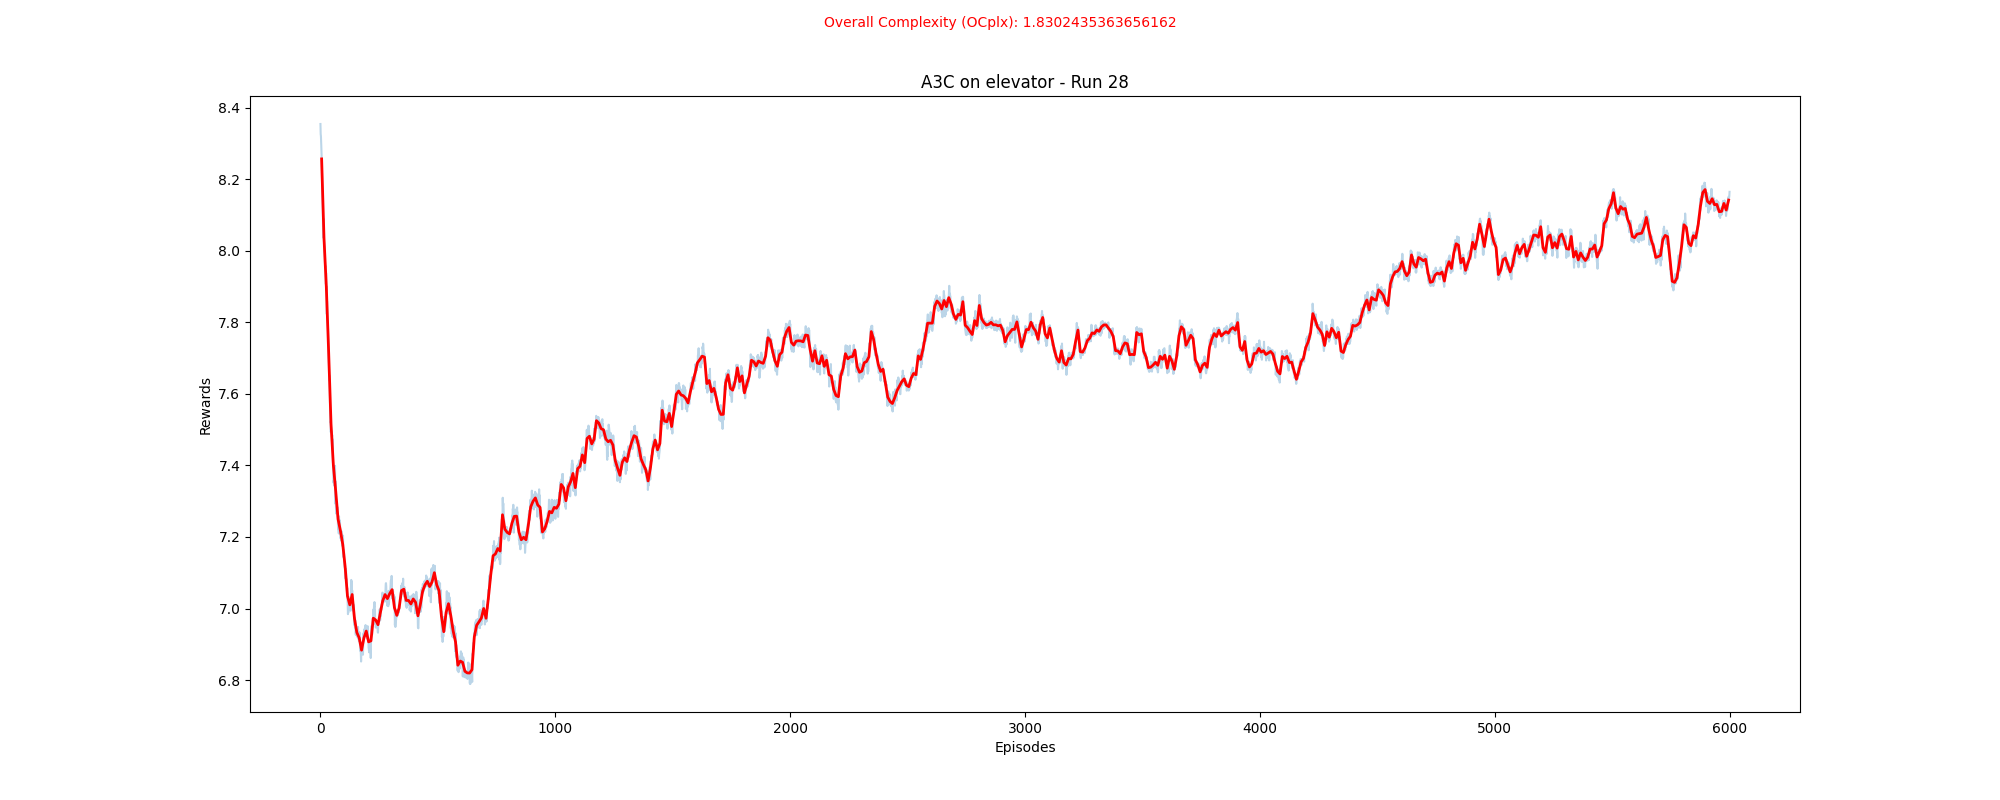 Overall Complexity (OCplx): 1.8302435363656162
A3C on elevator - Run 28
8.4
8.2
8.0
7.8
7.6
7.4
7.2
7.0
6.8
Rewards
0 1000 2000 3000 4000 5000 6000
Episodes